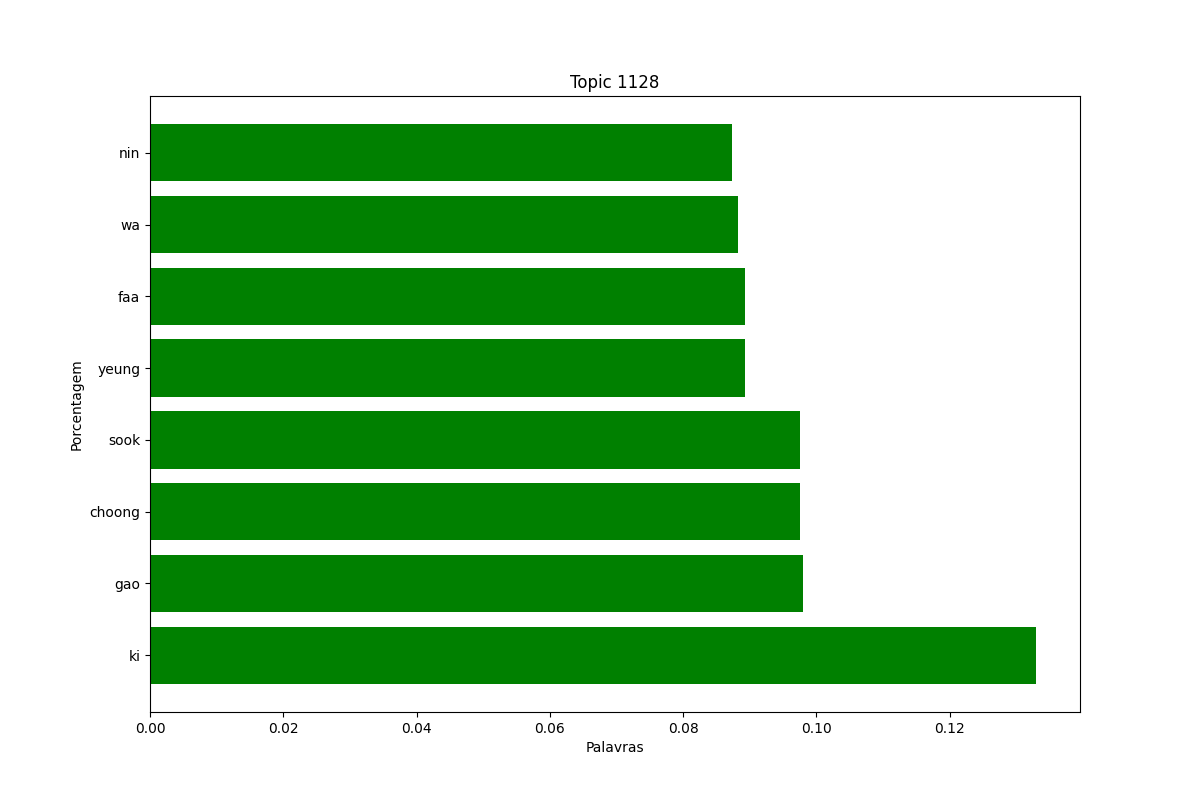 Topic 1128
nin
wa
faa
yeung
sook
choong
gao
ki
Porcentagem
0.00 0.02 0.04 0.06 0.08 0.10 0.12
Palavras